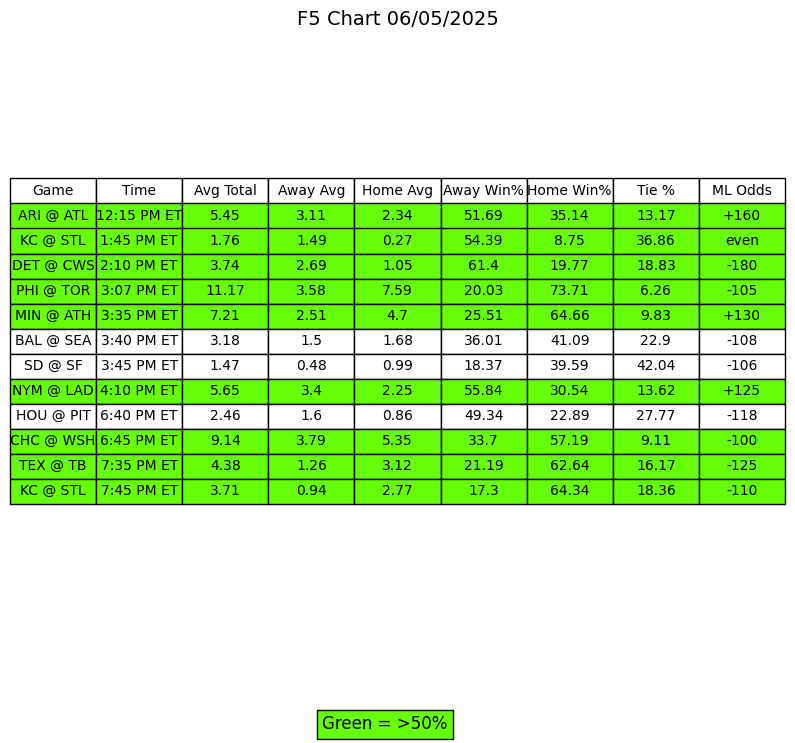 F5 Chart 06/05/2025
Game Time Avg Total Away Avg Home Avg Away Win% Home Win% Tie % ML Odds
ARI @ ATL 12:15 PM ET 5.45 3.11 2.34 51.69 35.14 13.17 +160
KC @ STL 1:45 PM ET 1.76 1.49 0.27 54.39 8.75 36.86 even
DET @ CWS 2:10 PM ET 3.74 2.69 1.05 61.4 19.77 18.83 -180
PHI @ TOR 3:07 PM ET 11.17 3.58 7.59 20.03 73.71 6.26 -105
MIN @ ATH 3:35 PM ET 7.21 2.51 4.7 25.51 64.66 9.83 +130
BAL @ SEA 3:40 PM ET 3.18 1.5 1.68 36.01 41.09 22.9 -108
SD @ SF 3:45 PM ET 1.47 0.48 0.99 18.37 39.59 42.04 -106
NYM @ LAD 4:10 PM ET 5.65 3.4 2.25 55.84 30.54 13.62 +125
HOU @ PIT 6:40 PM ET 2.46 1.6 0.86 49.34 22.89 27.77 -118
CHC @ WSH 6:45 PM ET 9.14 3.79 5.35 33.7 57.19 9.11 -100
TEX @ TB 7:35 PM ET 4.38 1.26 3.12 21.19 62.64 16.17 -125
KC @ STL 7:45 PM ET 3.71 0.94 2.77 17.3 64.34 18.36 -110
Green = >50%